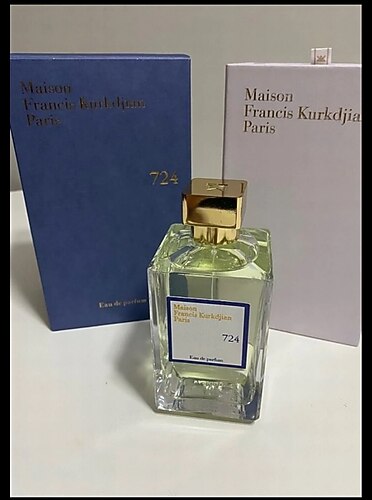 Maison
Francis Kurkdjian
Paris
724
Eau de parfum
Maison
Francis Kurkdjia
Paris
Maison
Francis Kurkdjian
Paris
724
Eau de parfum